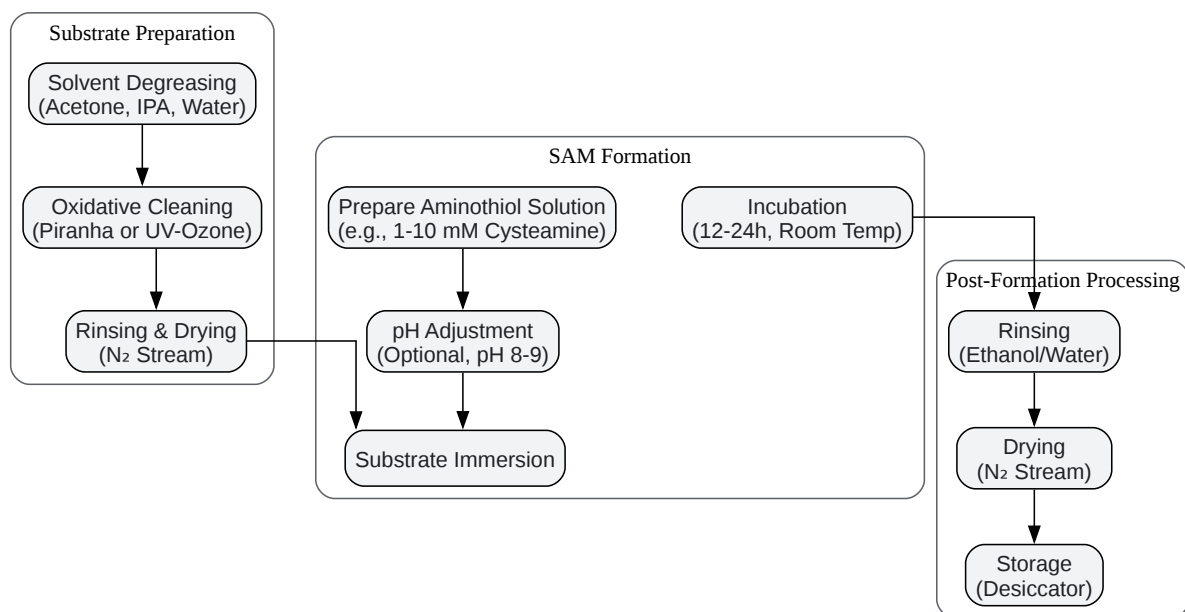 Substrate Preparation
Solvent Degreasing
(Acetone, IPA, Water)
Oxidative Cleaning
(Piranha or UV-Ozone)
Rinsing & Drying
(N₂ Stream)
SAM Formation
Prepare Aminothiol Solution
(e.g., 1-10 mM Cysteamine)
pH Adjustment
(Optional, pH 8-9)
Substrate Immersion
Incubation
(12-24h, Room Temp)
Post-Formation Processing
Rinsing
(Ethanol/Water)
Drying
(N₂ Stream)
Storage
(Desiccator)